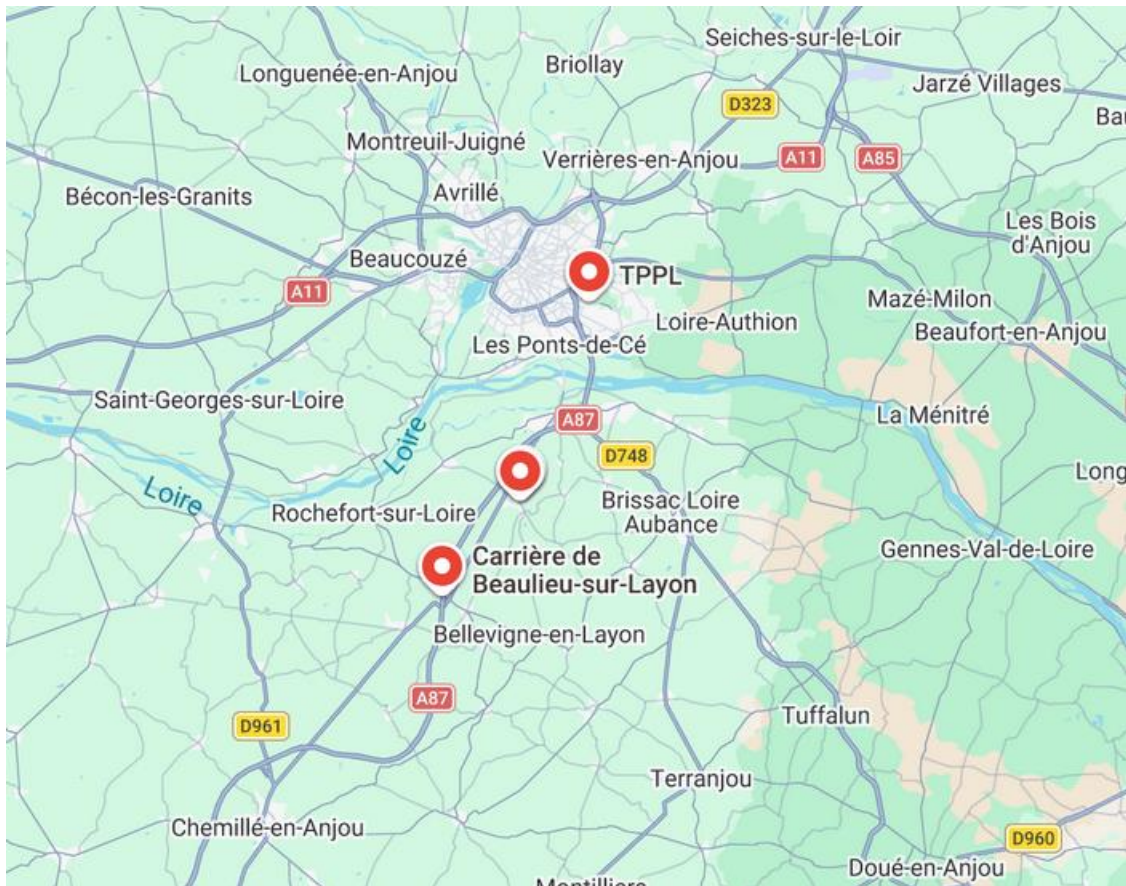 Seiches-sur-le-Loir
Longuenée-en-Anjou
Briollay
Jarzé Villages
D323
Montreuil-Juigné
Verrières-en-Anjou
A11
A85
Bécon-les-Granits
Avrillé
Les Bois
d'Anjou
Beaucouzé
TPPL
A11
Mazé-Milon
Loire-Authion
Beaufort-en-Anjou
Les Ponts-de-Cé
Saint-Georges-sur-Loire
La Ménitré
A87
Loire
D748
Loire
Rochefort-sur-Loire
Brissac Loire
Aubance
Carrière de
Beaulieu-sur-Layon
Gennes-Val-de-Loire
Bellevigne-en-Layon
A87
D961
Tuffalun
Terranjou
Chemillé-en-Anjou
D960
Doué-en-Anjou